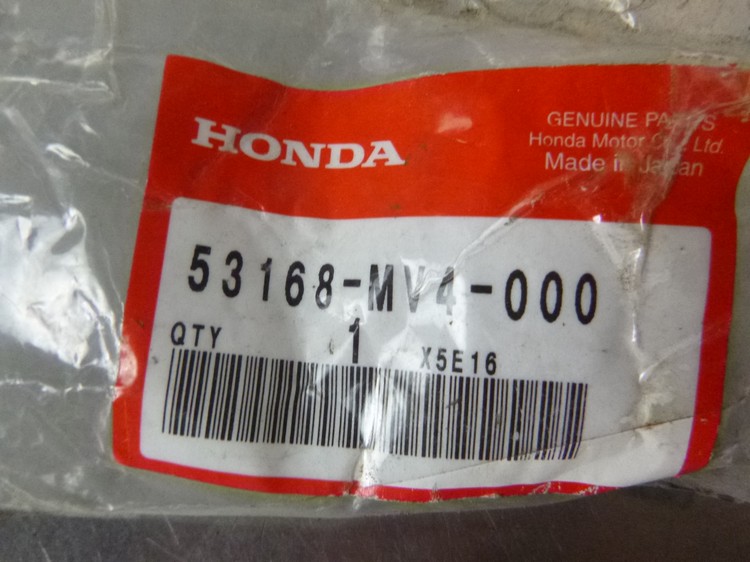 HONDA
GENUINE PARTS
Honda Motor Co., Ltd.
Made in Japan
53168-MV4-000
QTY 1 X5E16